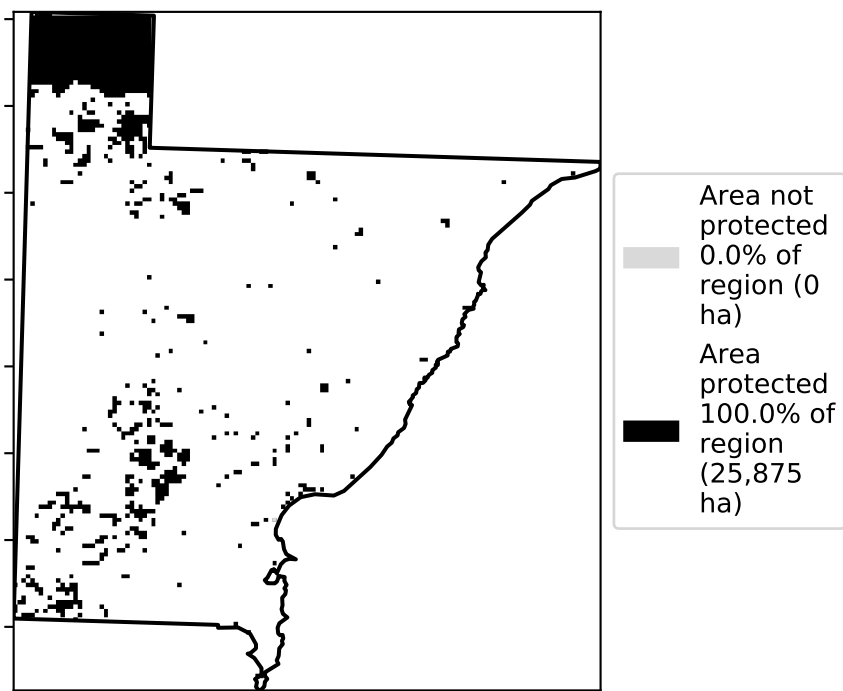 Area not
protected
0.0% of
region (0
ha)
Area
protected
100.0% of
region
(25,875
ha)